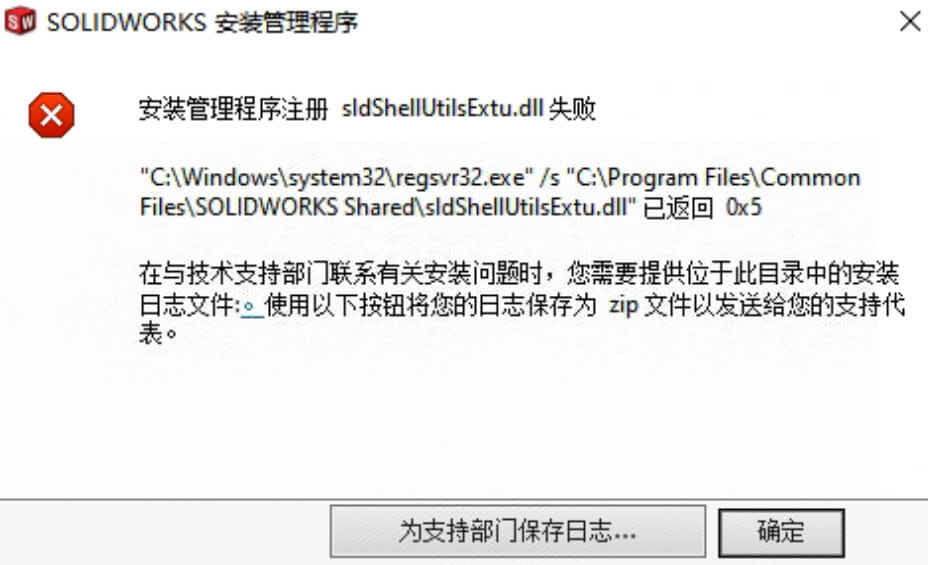 SW SOLIDWORKS 安装管理程序
安装管理程序注册 sldShellUtilsExtu.dll 失败
"C:\Windows\system32\regsvr32.exe" /s "C:\Program Files\Common
Files\SOLIDWORKS Shared\sldShellUtilsExtu.dll" 已返回 0x5
在与技术支持部门联系有关安装问题时，您需要提供位于此目录中的安装
日志文件:。使用以下按钮将您的日志保存为 zip 文件以发送给您的支持代
表。
为支持部门保存日志...
确定